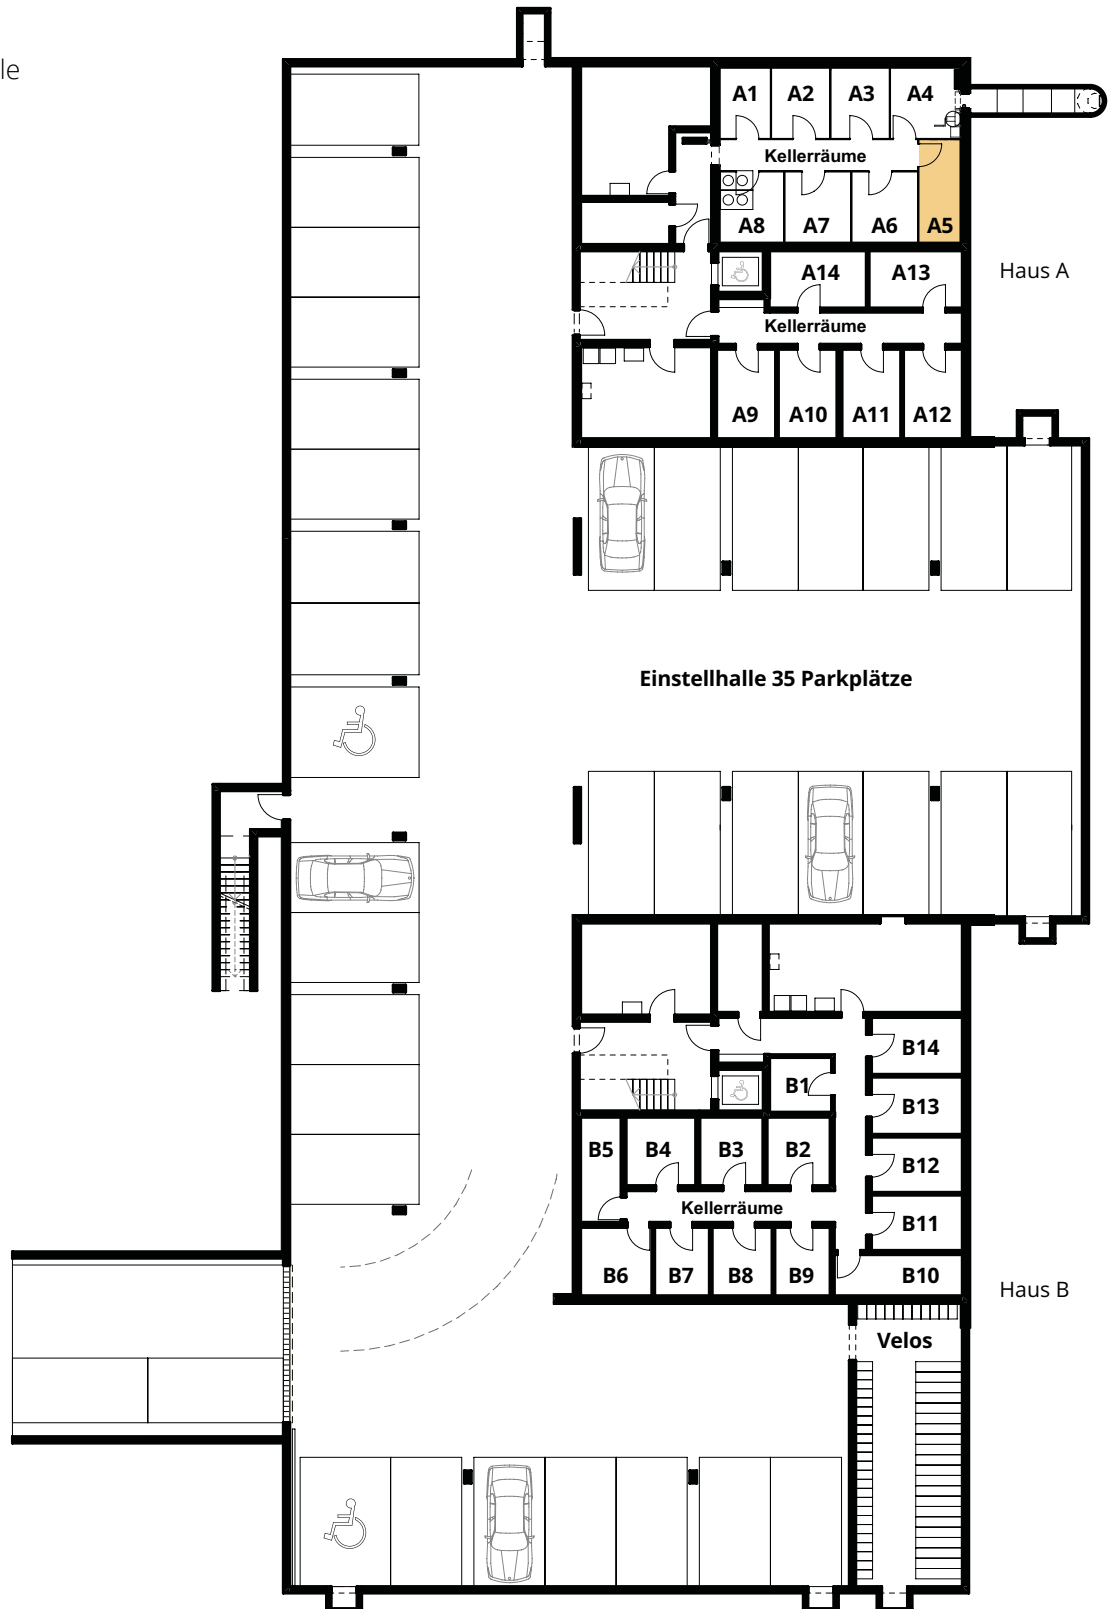 le
A1 A2 A3 A4
Kellerräume
A8 A7 A6 A5
A14 A13
Haus A
Kellerräume
A9 A10 A11 A12
Einstellhalle 35 Parkplätze
B14
B1
B13
B5 B4 B3 B2
B12
Kellerräume
B11
B6 B7 B8 B9 B10
Haus B
Velos